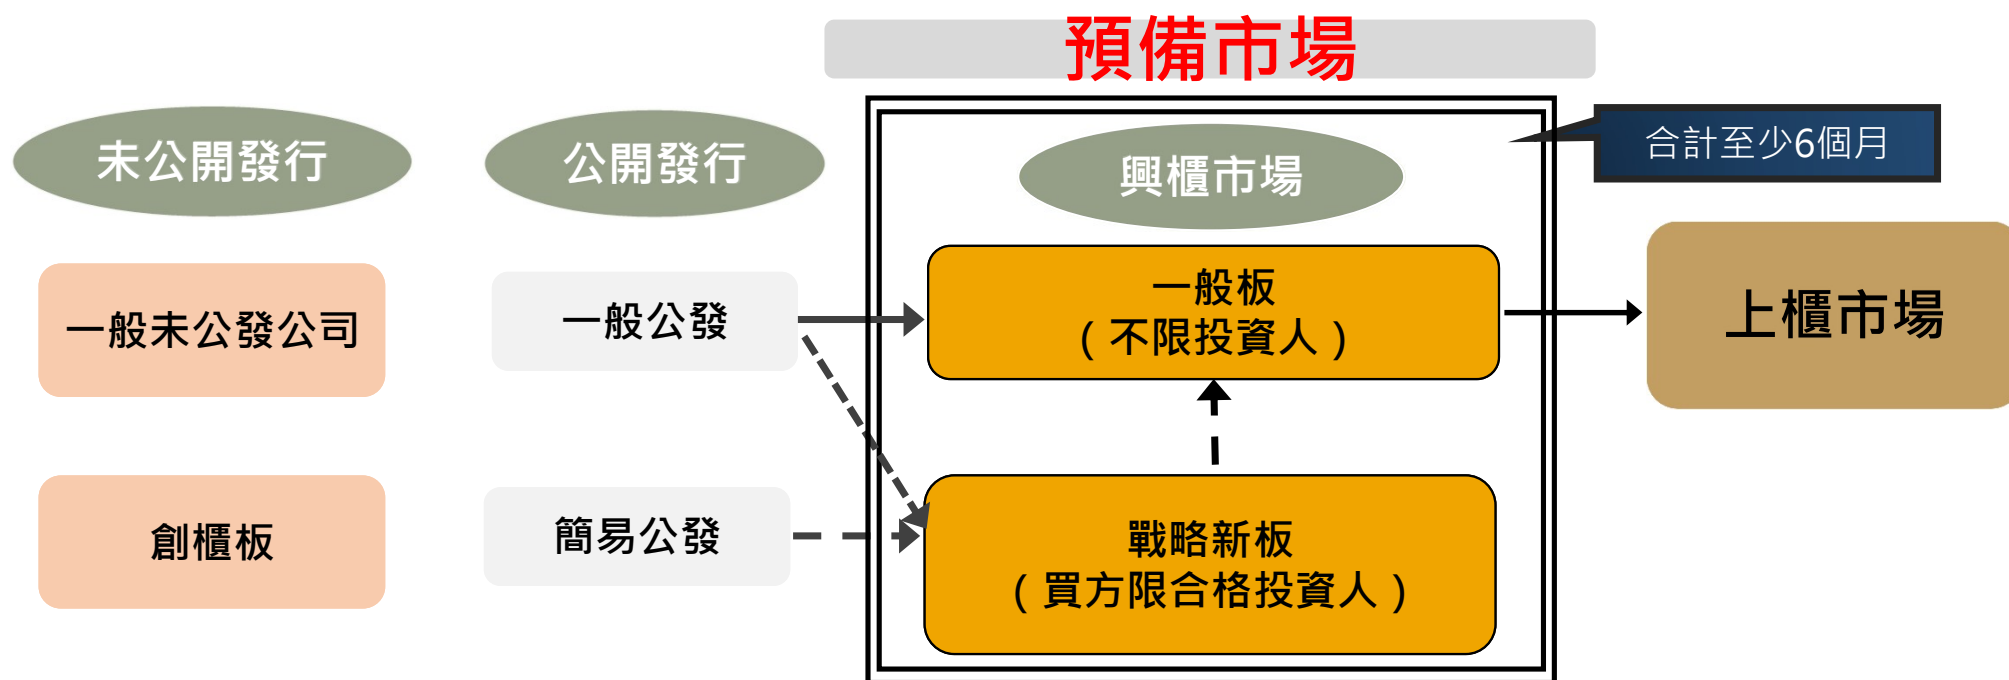 預備市場
未公開發行
公開發行
興櫃市場
合計至少6個月
一般未公發公司
一般公發
一般板
(不限投資人)
上櫃市場
創櫃板
簡易公發
戰略新板
(買方限合格投資人)